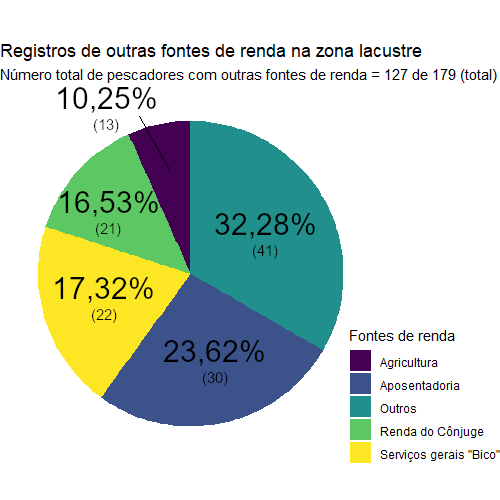 Registros de outras fontes de renda na zona lacustre
Número total de pescadores com outras fontes de renda = 127 de 179 (total)
10,25%
(13)
16,53%
(21)
32,28%
(41)
17,32%
(22)
23,62%
(30)
Fontes de renda
Agricultura
Aposentadoria
Outros
Renda do Cônjuge
Serviços gerais "Bico"